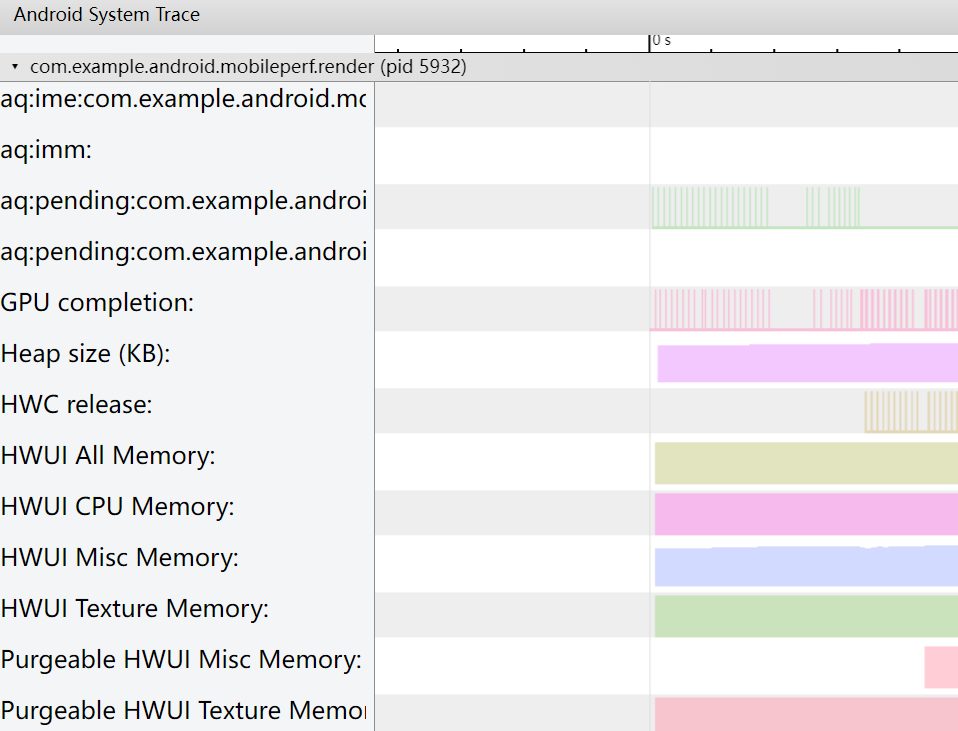 Android System Trace
0 s
com.example.android.mobileperf.render (pid 5932)
aq:ime:com.example.android.mo
aq:imm:
aq:pending:com.example.androi
aq:pending:com.example.androi
GPU completion:
Heap size (KB):
HWC release:
HWUI All Memory:
HWUI CPU Memory:
HWUI Misc Memory:
HWUI Texture Memory:
Purgeable HWUI Misc Memory:
Purgeable HWUI Texture Memor